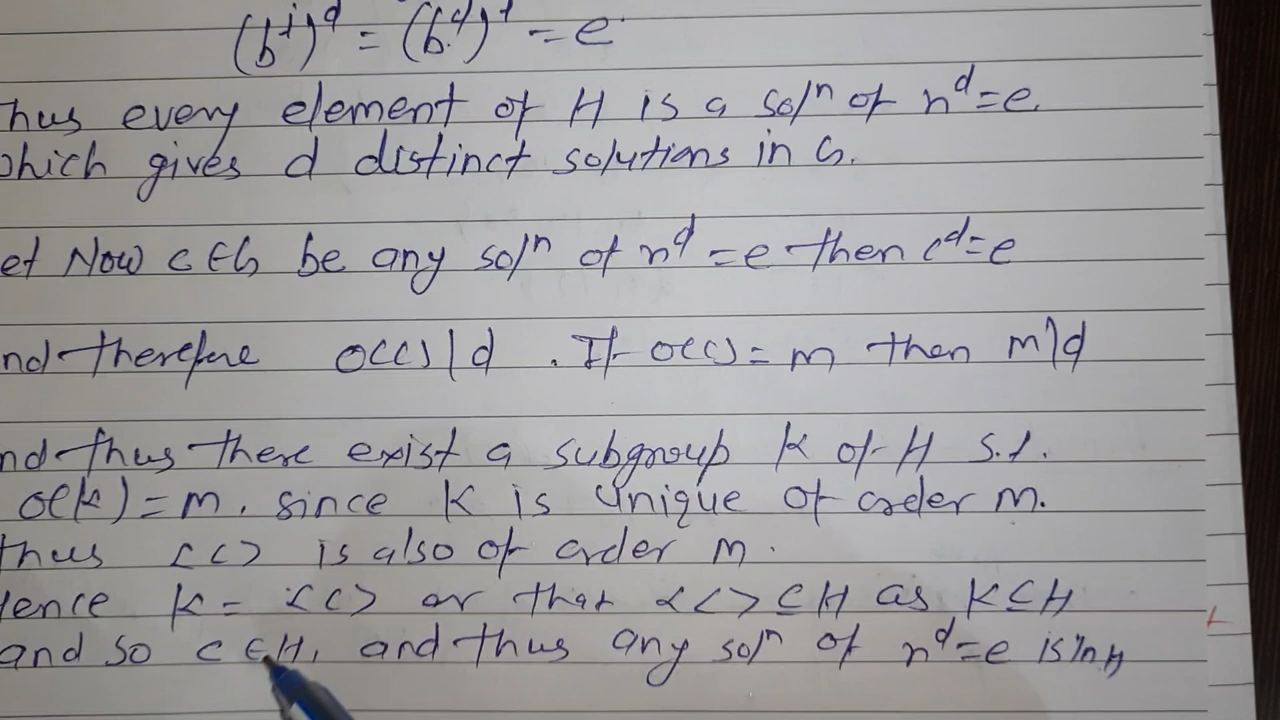 (b^j)^d = (b^d)^j = e
hus every element of H is a sol^n of x^d = e.
hich gives d distinct solutions in G.
et Now c ∈ G be any sol^n of x^d = e then c^d = e
nd therefore o(c) | d . If o(c) = m then m | d
nd thus there exist a subgroup K of H s.t.
o(k) = m. since K is unique of order m.
thus <c> is also of order m.
ence K = <c> or that <c> ⊆ H as K ⊆ H
and so c ∈ H, and thus any sol^n of x^d = e is in H